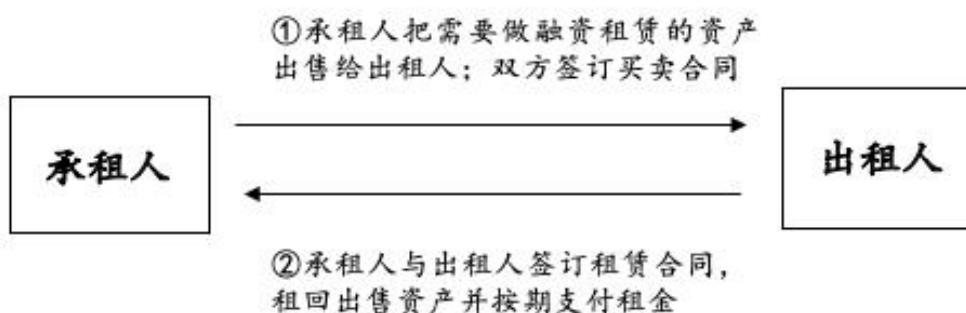 ①承租人把需要做融资租赁的资产
出售给出租人；双方签订买卖合同
承租人
出租人
②承租人与出租人签订租赁合同，
租回出售资产并按期支付租金